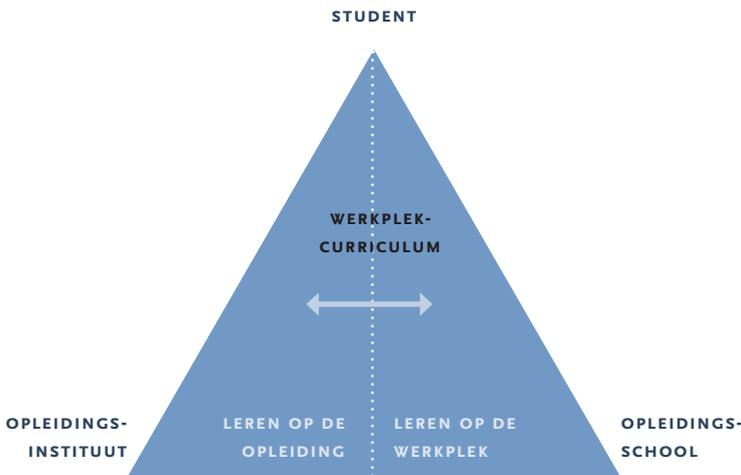 STUDENT
WERKPLEK-
CURRICULUM
OPLEIDINGS-
INSTITUUT
LEREN OP DE
OPLEIDING
LEREN OP DE
WERKPLEK
OPLEIDINGS-
SCHOOL